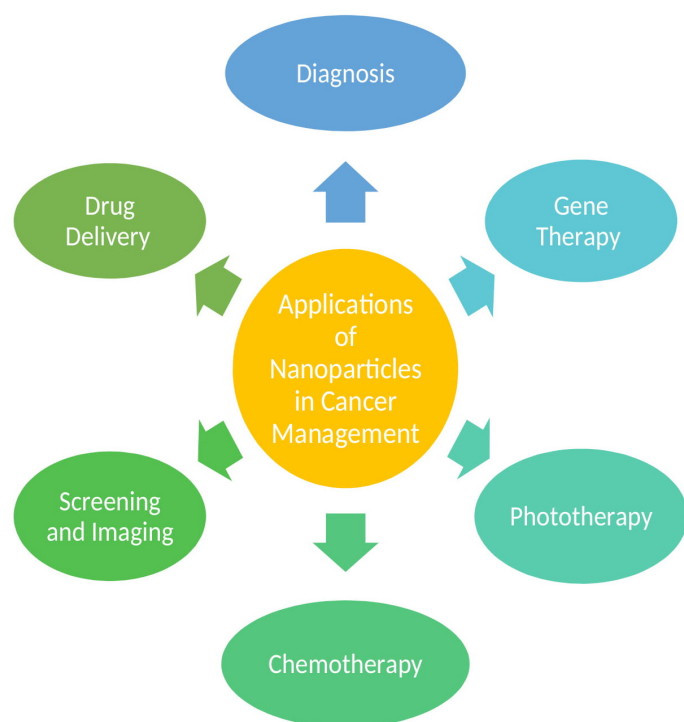 Diagnosis
Drug
Delivery
Gene
Therapy
Applications
of
Nanoparticles
in Cancer
Management
Screening
and Imaging
Phototherapy
Chemotherapy